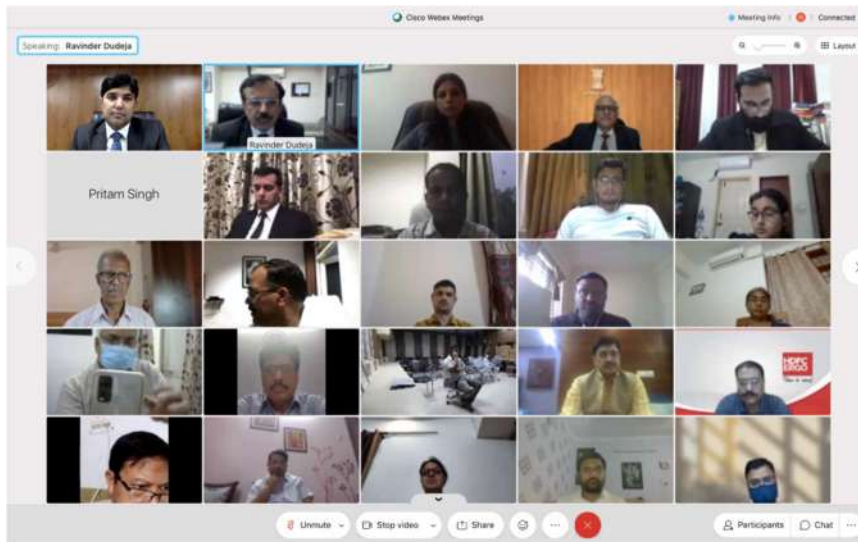 Cisco Webex Meetings
Meeting Info
Connected
Speaking: Ravinder Dudeja
Layout
Ravinder Dudeja
Pritam Singh
HDFC
ERGO
Unmute
Stop video
Share
Participants
Chat